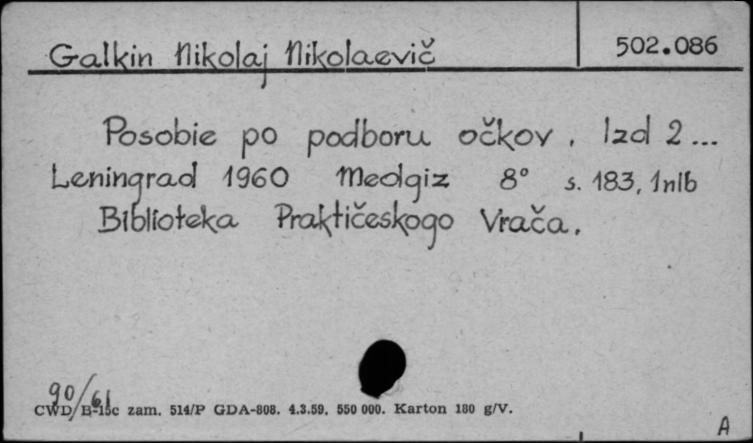 Galkin Nikolaj Nikolaevič 502.086
Posobie po podboru očkov. Izd 2...
Leningrad 1960 Medgiz 8° s. 183, 1nlb
Biblioteka Praktičeskogo Vrača.
90/61
CWD/B-15c zam. 514/P GDA-808. 4.3.59. 550 000. Karton 180 g/V.
A